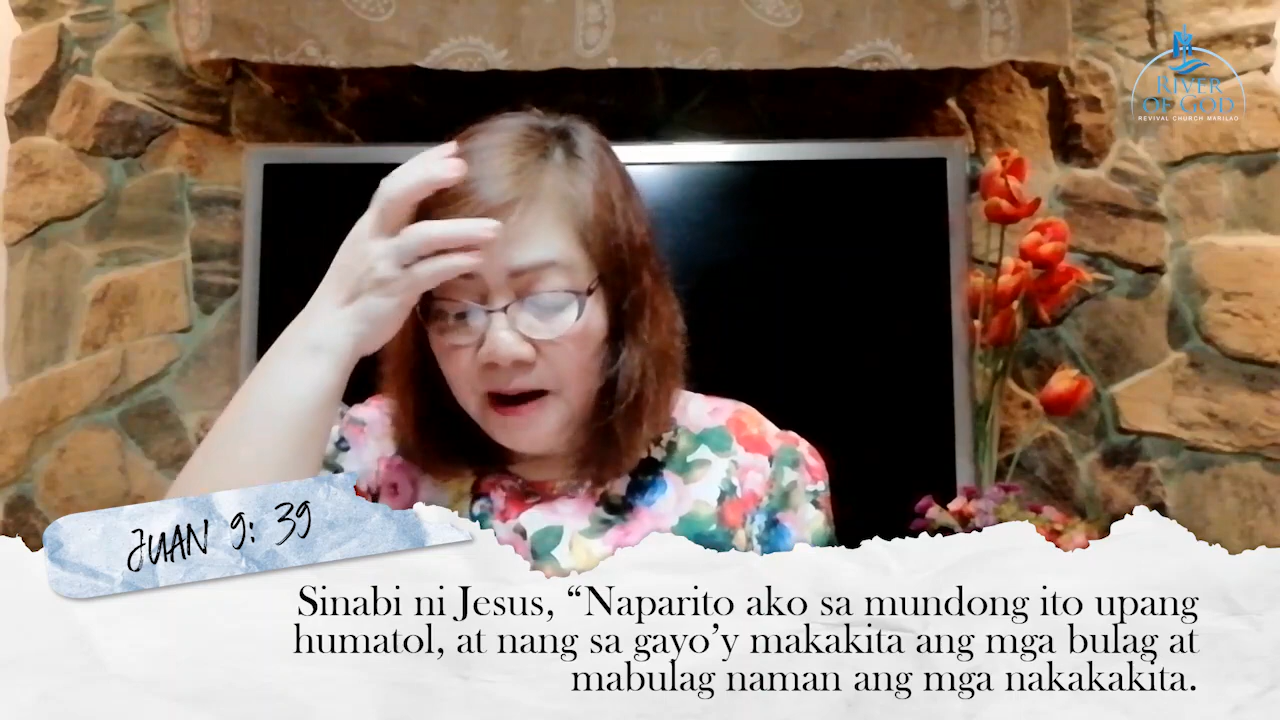 RIVER
OF GOD
REVIVAL CHURCH MARILAO
JUAN 9: 39
Sinabi ni Jesus, “Naparito ako sa mundong ito upang
humatol, at nang sa gayo’y makakita ang mga bulag at
mabulag naman ang mga nakakakita.